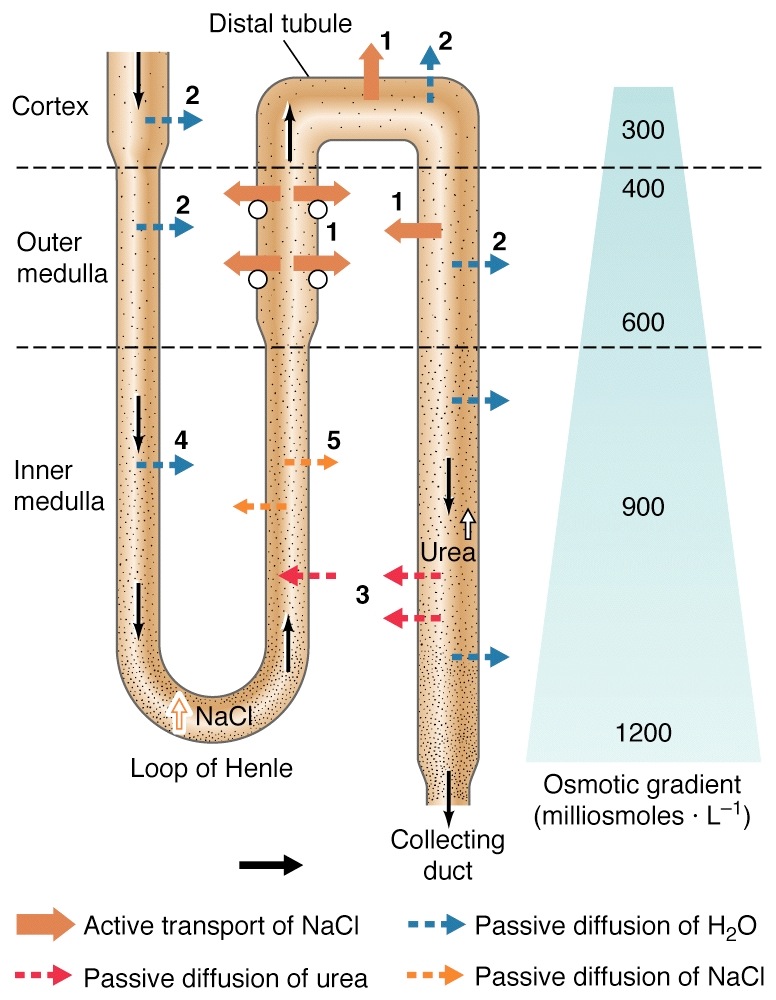 Distal tubule
1
2
Cortex
2
300
400
2
1
1
Outer
medulla
2
600
4
5
Inner
medulla
900
Urea
3
NaCl
1200
Loop of Henle
Osmotic gradient
(milliosmoles · L⁻¹)
Collecting
duct
Active transport of NaCl
Passive diffusion of H₂O
Passive diffusion of urea
Passive diffusion of NaCl